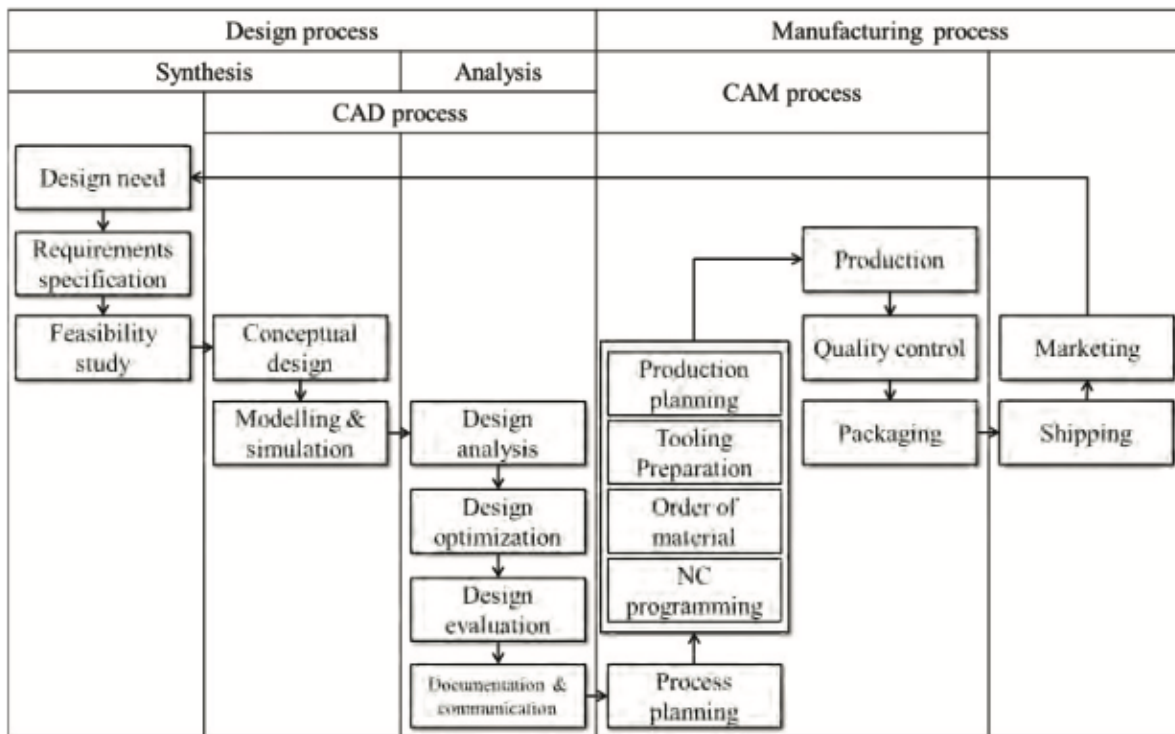 Design process
Manufacturing process
Synthesis
Analysis
CAM process
CAD process
Design need
Requirements
specification
Feasibility
study
Conceptual
design
Modelling &
simulation
Design
analysis
Design
optimization
Design
evaluation
Documentation &
communication
Process
planning
Production
planning
Tooling
Preparation
Order of
material
NC
programming
Production
Quality control
Packaging
Shipping
Marketing